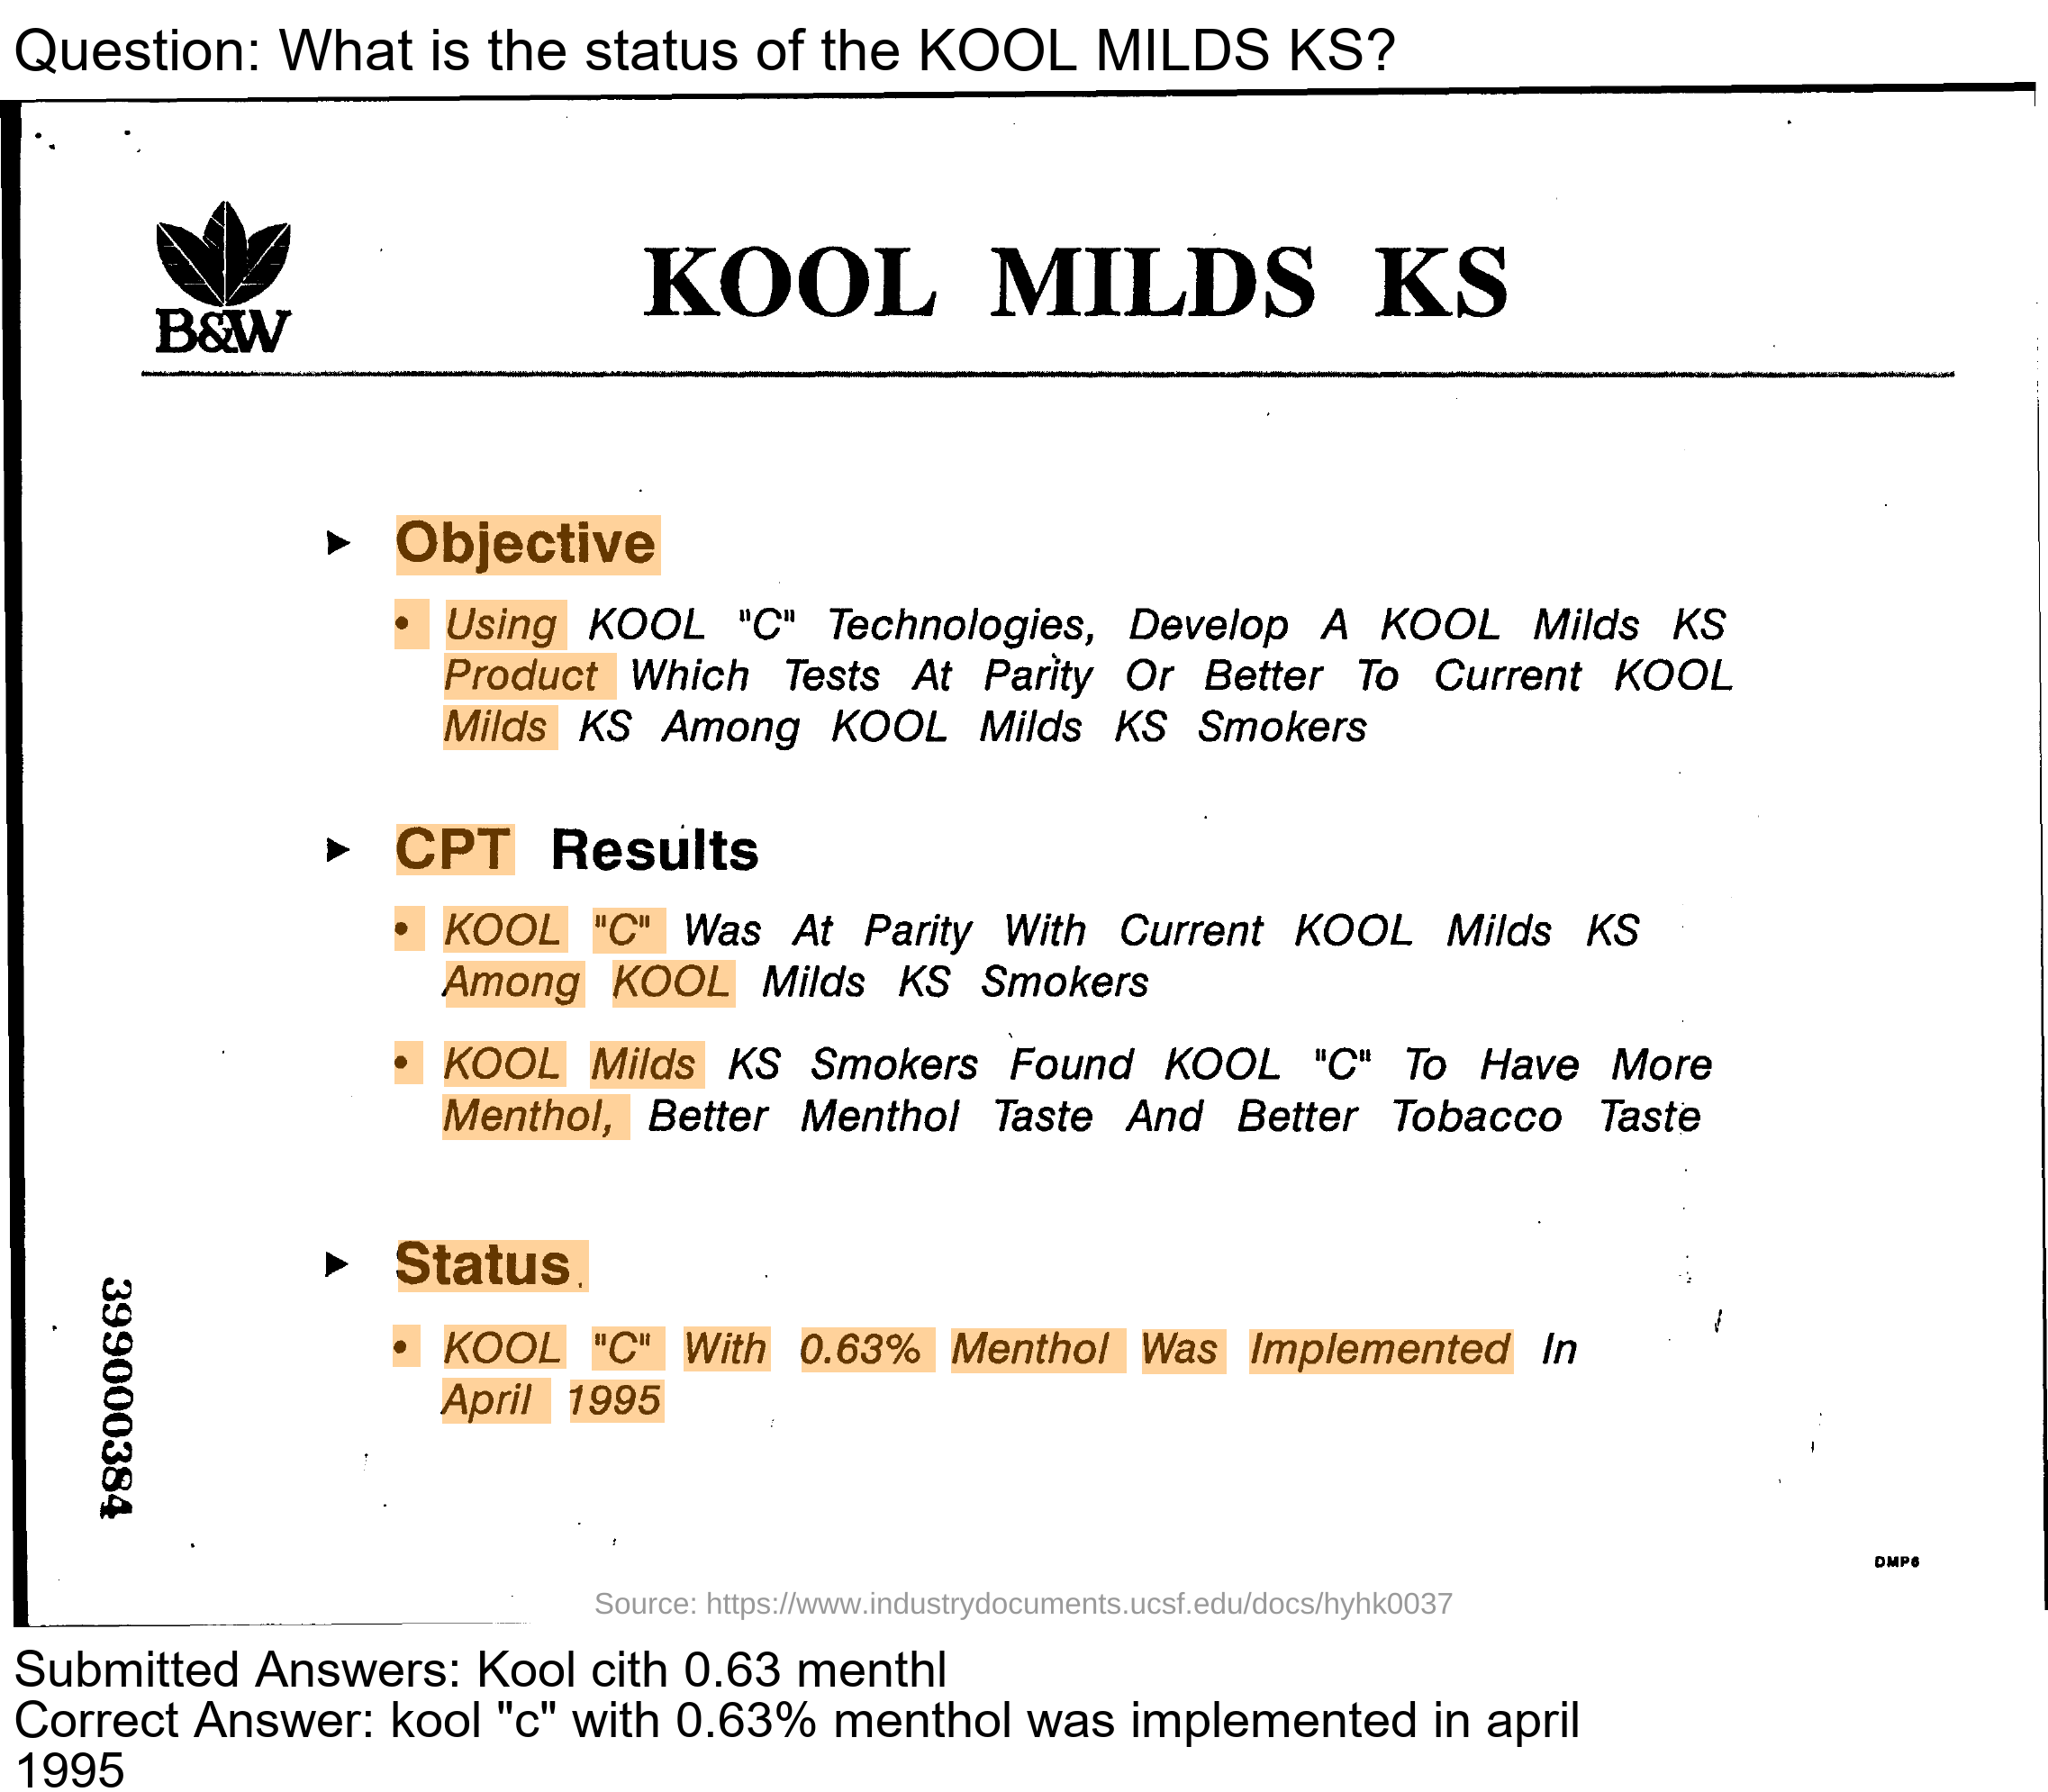 Question: What is the status of the KOOL MILDS KS?
B&W
KOOL MILDS KS
► Objective
• Using KOOL "C" Technologies, Develop A KOOL Milds KS
Product Which Tests At Parity Or Better To Current KOOL
Milds KS Among KOOL Milds KS Smokers
► CPT Results
• KOOL "C" Was At Parity With Current KOOL Milds KS
Among KOOL Milds KS Smokers
• KOOL Milds KS Smokers Found KOOL "C" To Have More
Menthol, Better Menthol Taste And Better Tobacco Taste
► Status
• KOOL "C" With 0.63% Menthol Was Implemented In
April 1995
399000384
DMP6
Source: https://www.industrydocuments.ucsf.edu/docs/hyhk0037
Submitted Answers: Kool cith 0.63 menthl
Correct Answer: kool "c" with 0.63% menthol was implemented in april
1995